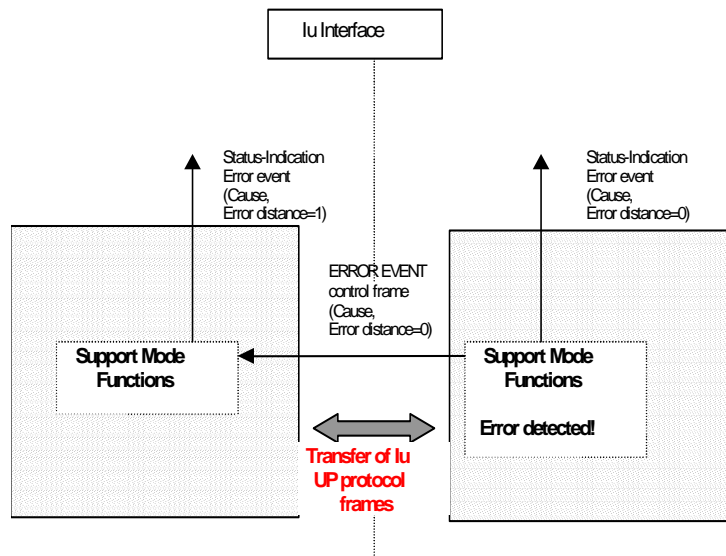 Iu Interface
Status-Indication
Error event
(Cause,
Error distance=1)
Status-Indication
Error event
(Cause,
Error distance=0)
ERROR EVENT
control frame
(Cause,
Error distance=0)
Support Mode
Functions
Support Mode
Functions
Error detected!
Transfer of Iu
UP protocol
frames